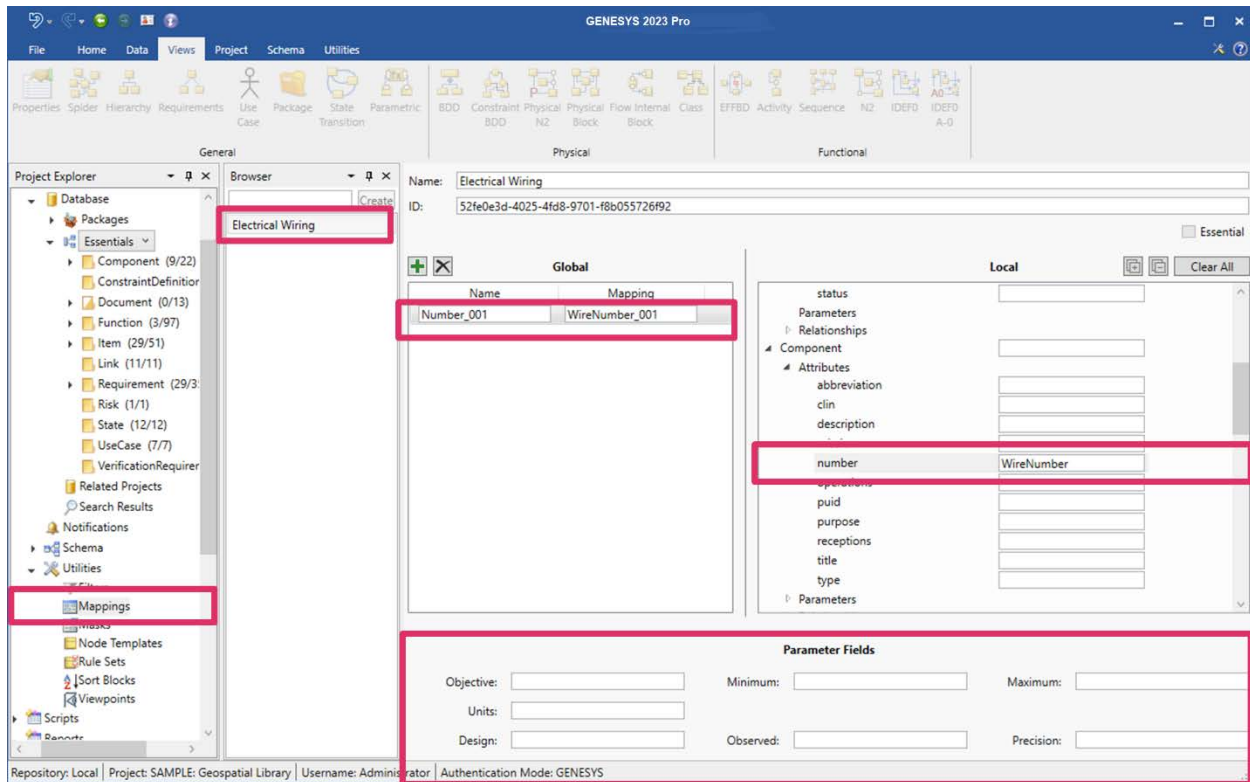 GENESYS 2023 Pro
File Home Data Views Project Schema Utilities
Properties Spider Hierarchy Requirements Use Case Package State Transition Parametric BDD Constraint BDD Physical N2 Physical Block Flow Internal Block Class EFFBD Activity Sequence N2 IDEF0 IDEF0 A-0
General Physical Functional
Project Explorer
Database
Packages
Essentials
Component (9/22)
ConstraintDefinition
Document (0/13)
Function (3/97)
Item (29/51)
Link (11/11)
Requirement (29/3
Risk (1/1)
State (12/12)
UseCase (7/7)
VerificationRequirer
Related Projects
Search Results
Notifications
Schema
Utilities
Mappings
Masks
Node Templates
Rule Sets
Sort Blocks
Viewpoints
Scripts
Reports
Browser
Create
Electrical Wiring
Name: Electrical Wiring
ID: 52fe0e3d-4025-4fd8-9701-f8b055726f92
Essential
Global
Name Mapping
Number_001 WireNumber_001
Local Clear All
status
Parameters
Relationships
Component
Attributes
abbreviation
clin
description
number WireNumber
operations
puid
purpose
receptions
title
type
Parameters
Parameter Fields
Objective: Minimum: Maximum:
Units:
Design: Observed: Precision:
Repository: Local Project: SAMPLE: Geospatial Library Username: Administrator Authentication Mode: GENESYS